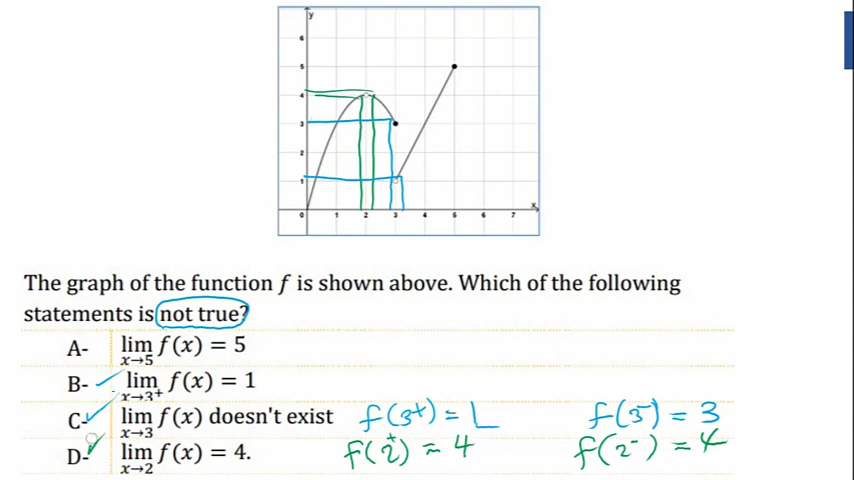 y
6
5
4
3
2
1
0 1 2 3 4 5 6 7 x
The graph of the function f is shown above. Which of the following
statements is not true?
A- lim x→5 f(x) = 5
B- lim x→3⁺ f(x) = 1
C- lim x→3 f(x) doesn't exist f(3⁺) = 1 f(3⁻) = 3
D- lim x→2 f(x) = 4. f(2⁺) = 4 f(2⁻) = 4